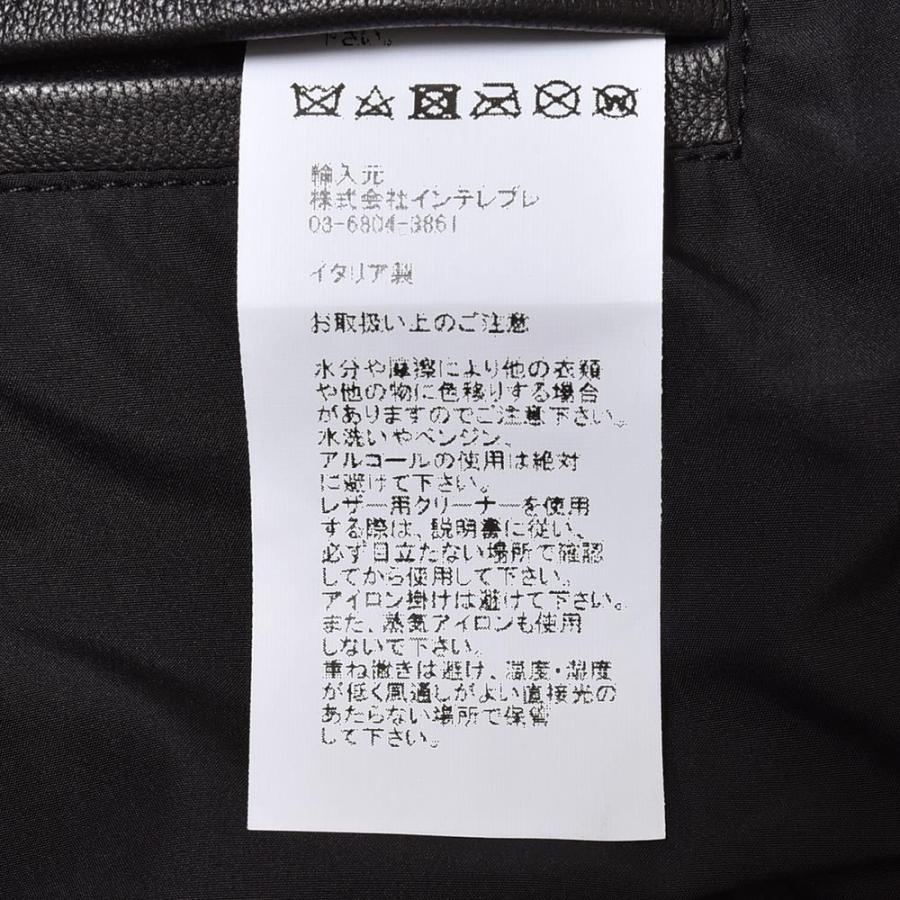 下さい。
輸入元
株式会社インテレプレ
03-6804-3861
イタリア製
お取扱い上のご注意
水分や摩擦により他の衣類
や他の物に色移りする場合
がありますのでご注意下さい。
水洗いやベンジン、
アルコールの使用は絶対
に避けて下さい。
レザー用クリーナーを使用
する際は、説明書に従い、
必ず目立たない場所で確認
してから使用して下さい。
アイロン掛けは避けて下さい。
また、蒸気アイロンも使用
しないで下さい。
重ね置きは避け、温度・湿度
が低く風通しがよい直接光の
あたらない場所で保管
して下さい。